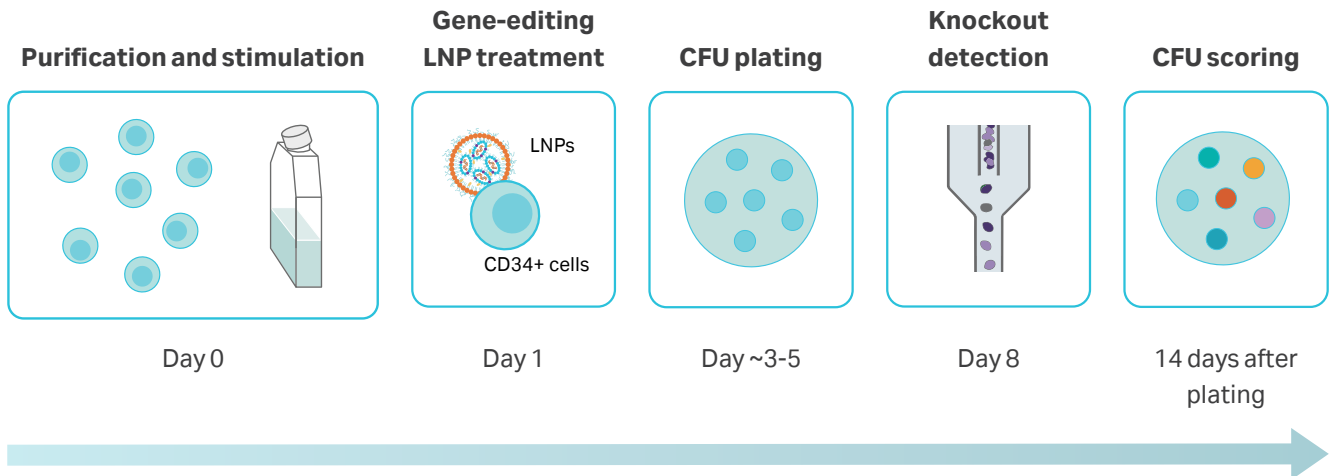 Purification and stimulation
Gene-editing
LNP treatment
CFU plating
Knockout
detection
CFU scoring
LNPs
CD34+ cells
Day 0
Day 1
Day ~3-5
Day 8
14 days after
plating